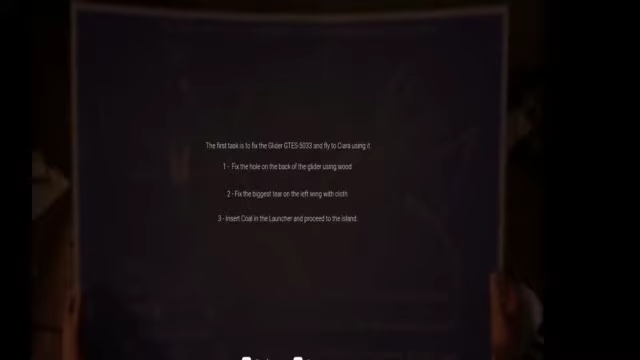 The first task is to fix the Glider GTES-5033 and fly to Ciara using it
1 - Fix the hole on the back of the glider using wood
2 - Fix the biggest tear on the left wing with cloth.
3 - Insert Coal in the Launcher and proceed to the island.